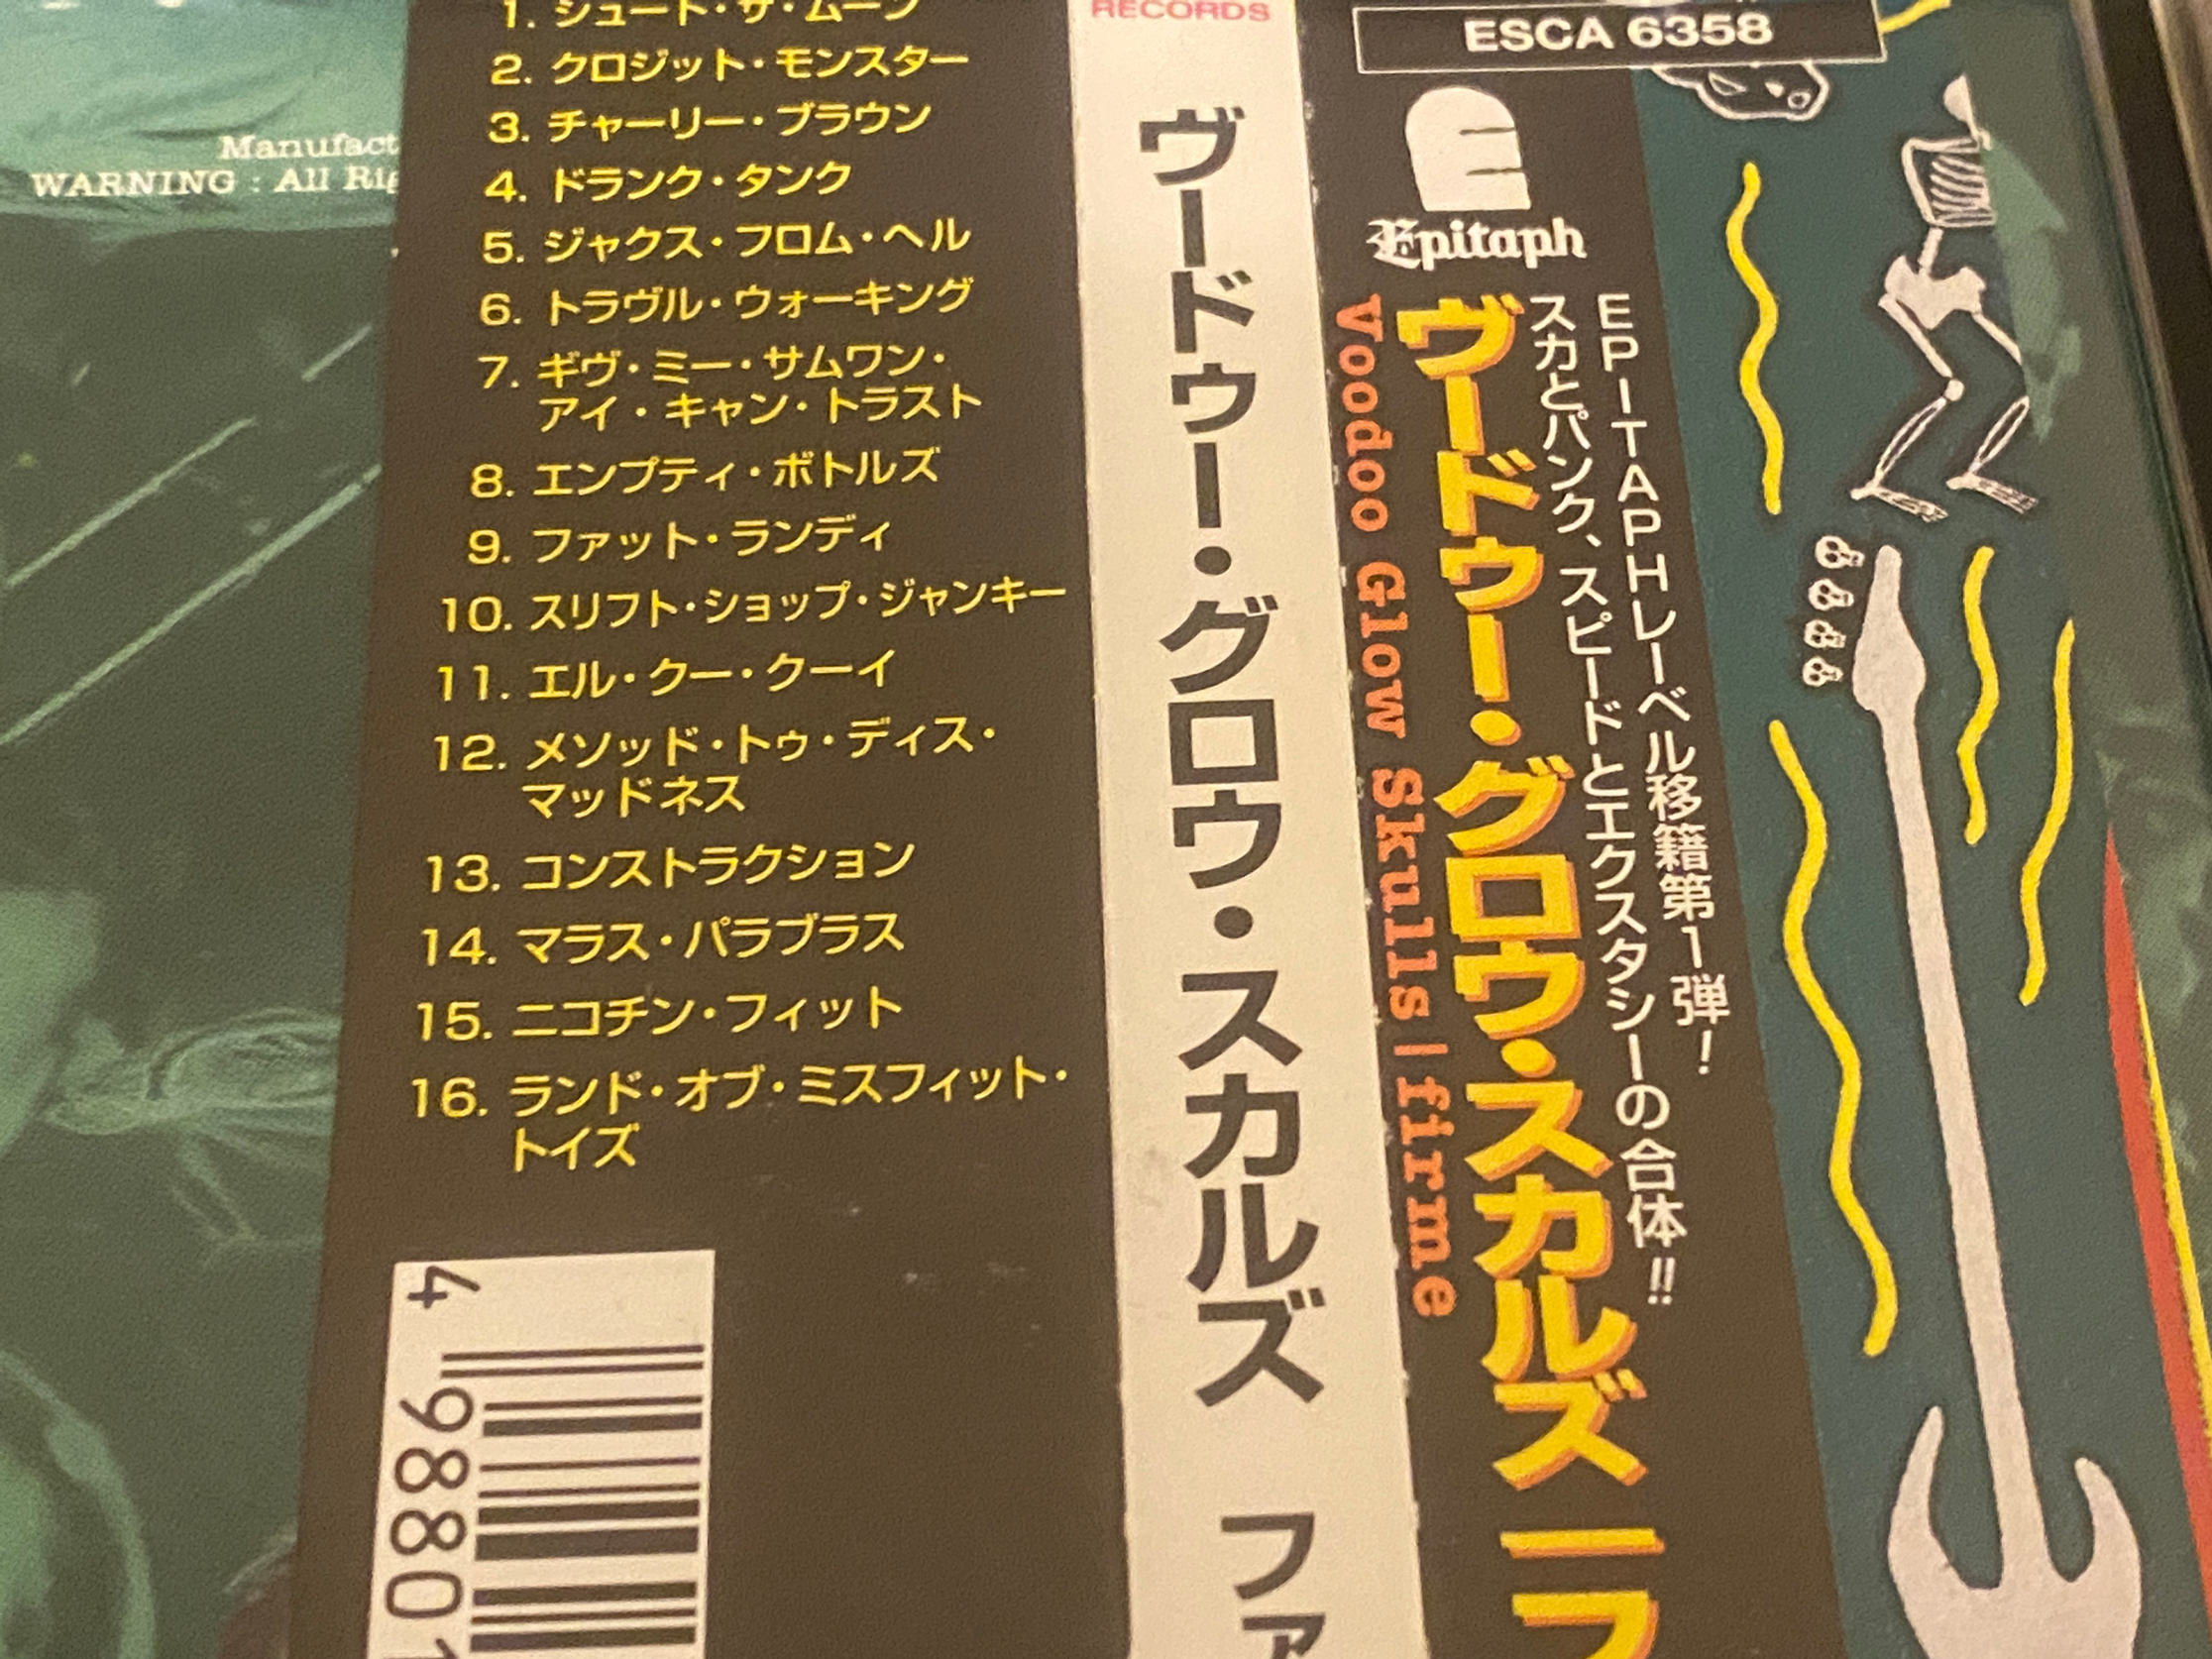 Manufact
WARNING : All Rig
1. シュート・ザ・ムーン
2. クロジット・モンスター
3. チャーリー・ブラウン
4. ドランク・タンク
5. ジャクス・フロム・ヘル
6. トラヴル・ウォーキング
7. ギヴ・ミー・サムワン・
アイ・キャン・トラスト
8. エンプティ・ボトルズ
9. ファット・ランディ
10. スリフト・ショップ・ジャンキー
11. エル・クー・クーイ
12. メソッド・トゥ・ディス・
マッドネス
13. コンストラクション
14. マラス・パラブラス
15. ニコチン・フィット
16. ランド・オブ・ミスフィット・
トイズ
4 9880
RECORDS
ヴードゥー・グロウ・スカルズ ファ
ESCA 6358
Epitaph
EPITAPHレーベル移籍第1弾!
スカとパンク、スピードとエクスタシーの合体!!
ヴードゥー・グロウ・スカルズ | フ
Voodoo Glow Skulls | firme